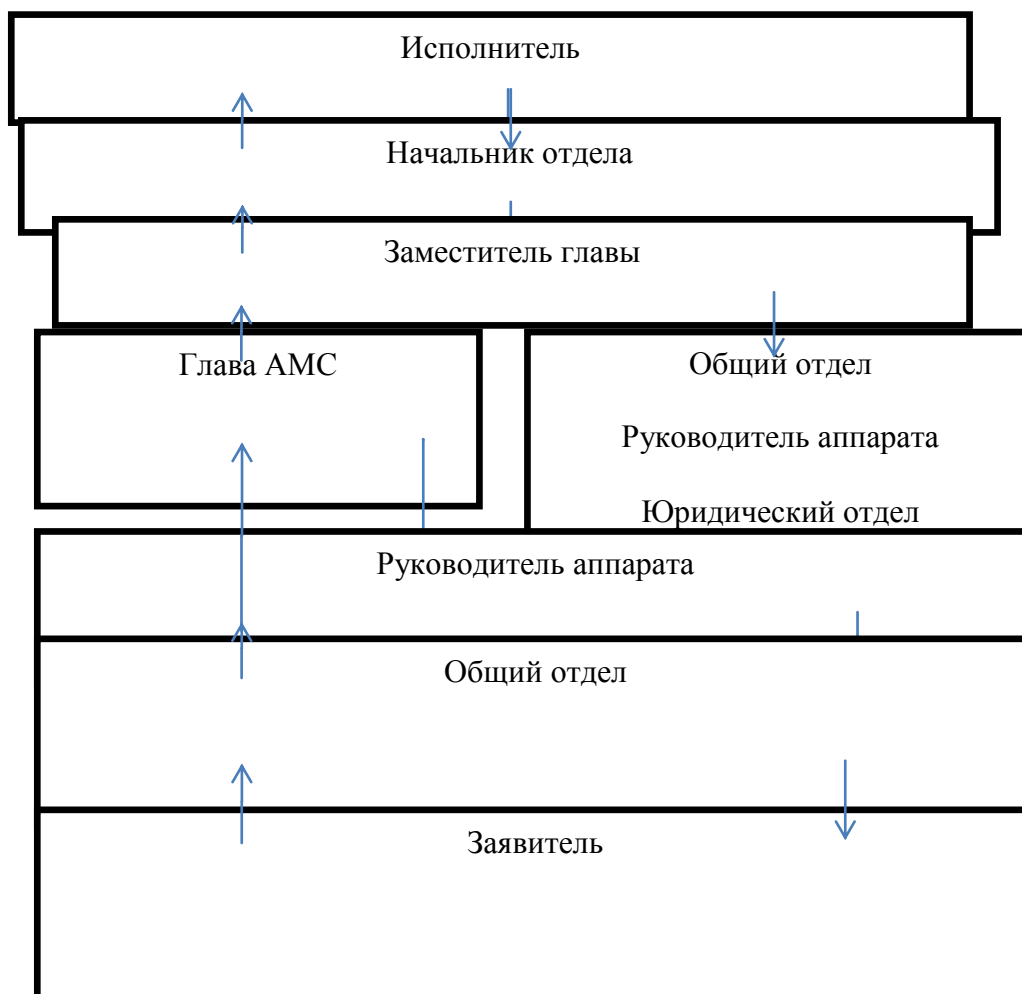 Исполнитель
Начальник отдела
Заместитель главы
Глава АМС
Общий отдел
Руководитель аппарата
Юридический отдел
Руководитель аппарата
Общий отдел
Заявитель